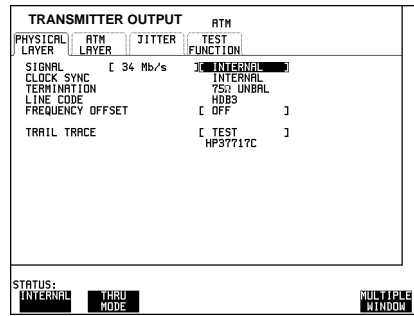 TRANSMITTER OUTPUT ATM
PHYSICAL LAYER ATM LAYER JITTER TEST FUNCTION
SIGNAL [ 34 Mb/s ][ INTERNAL ]
CLOCK SYNC INTERNAL
TERMINATION 75Ω UNBAL
LINE CODE HDB3
FREQUENCY OFFSET [ OFF ]
TRAIL TRACE [ TEST ]
HP37717C
STATUS:
INTERNAL THRU MODE MULTIPLE WINDOW